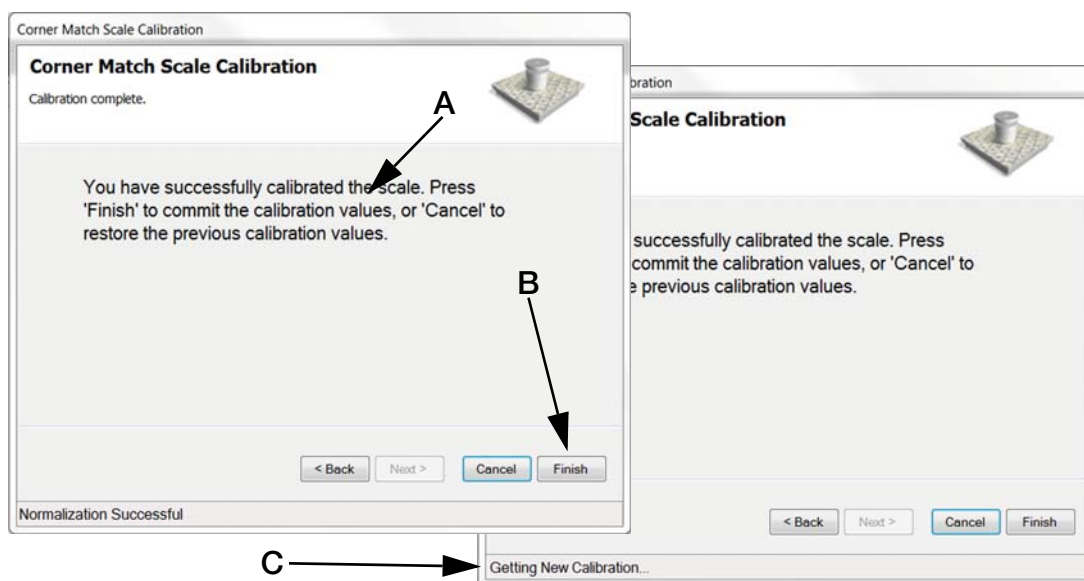 Corner Match Scale Calibration
Corner Match Scale Calibration
Calibration complete.
A
You have successfully calibrated the scale. Press
'Finish' to commit the calibration values, or 'Cancel' to
restore the previous calibration values.
B
< Back Next > Cancel Finish
Normalization Successful
bration
Scale Calibration
successfully calibrated the scale. Press
commit the calibration values, or 'Cancel' to
e previous calibration values.
< Back Next > Cancel Finish
C
Getting New Calibration...